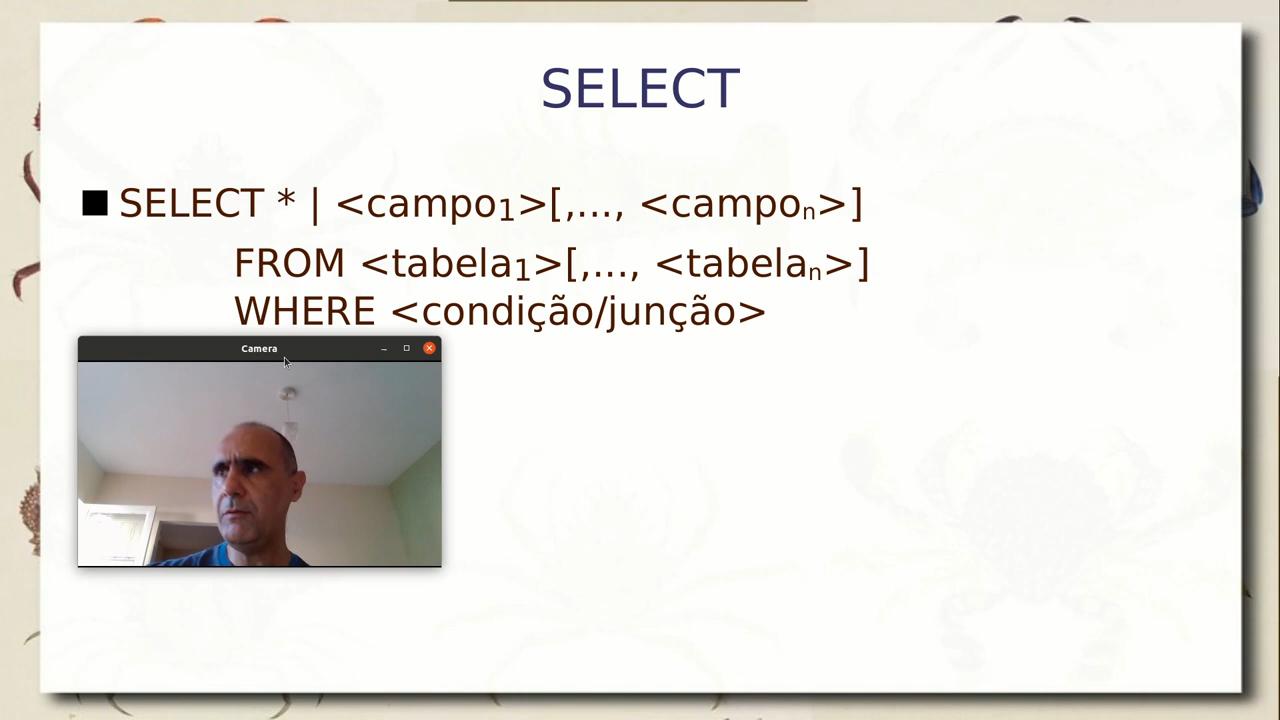 SELECT
SELECT * | <campo₁>[,..., <campoₙ>]
FROM <tabela₁>[,..., <tabelaₙ>]
WHERE <condição/junção>
Camera